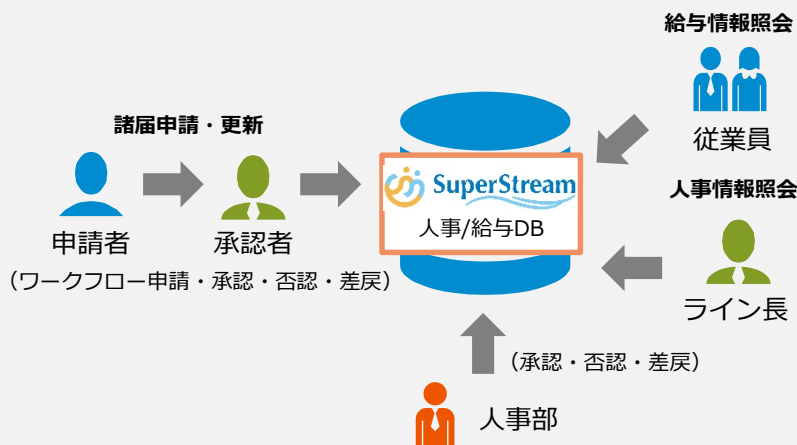 給与情報照会
従業員
諸届申請・更新
申請者
承認者
（ワークフロー申請・承認・否認・差戻）
SuperStream
人事/給与DB
人事情報照会
ライン長
（承認・否認・差戻）
人事部